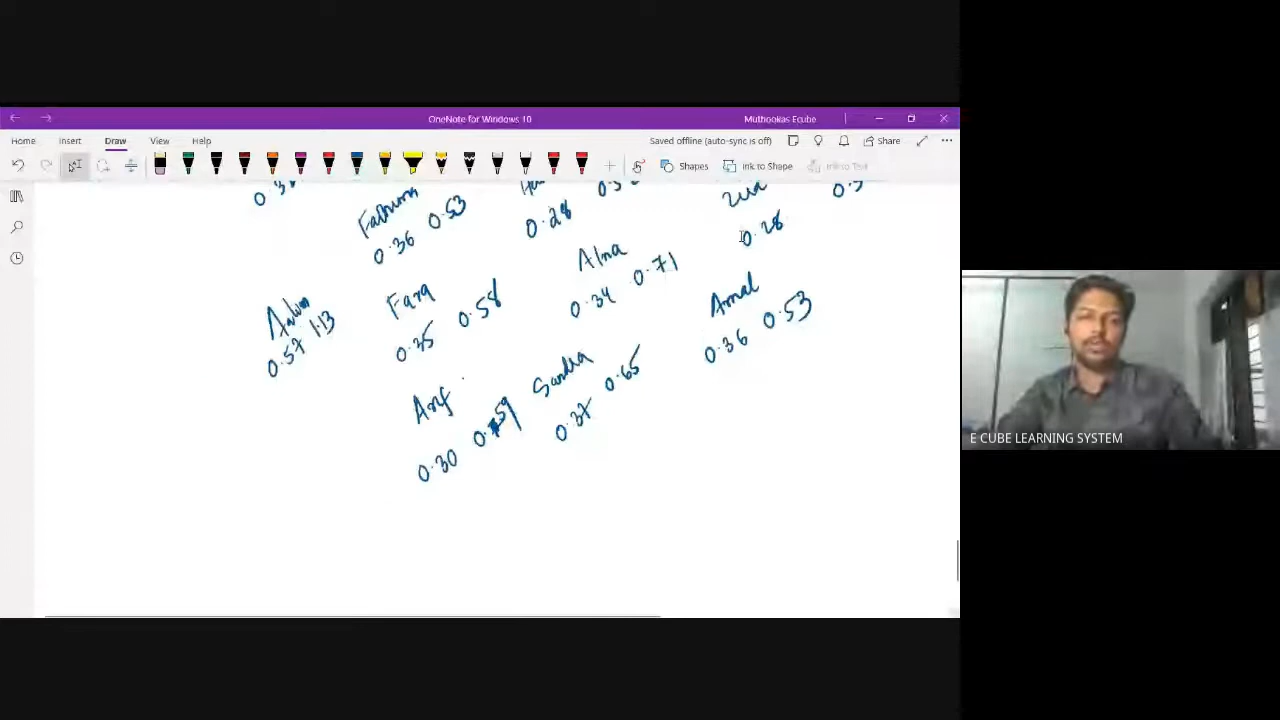 OneNote for Windows 10
Muthookas Ecube
Home Insert Draw View Help
Saved offline (auto-sync is off)
Share
Shapes
Ink to Shape
Ink to Text
Fathima
0.36 0.53
0.28
0.28
Alna
0.34 0.71
0.57 1.13
Fara
0.35 0.58
Amal
0.36 0.53
Sandra
0.37 0.65
Arif
0.30
E CUBE LEARNING SYSTEM